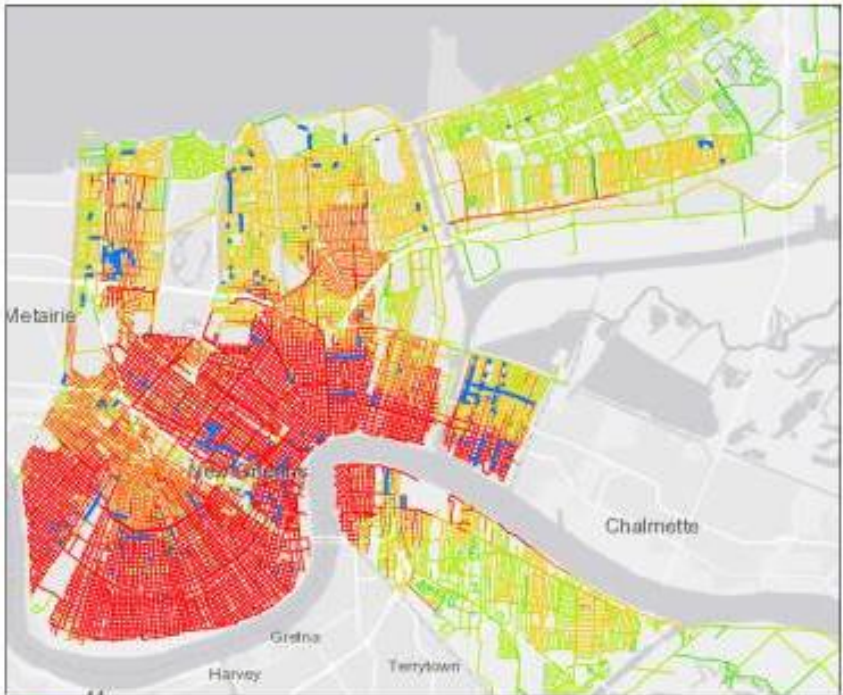 Metairie
New Orleans
Chalmette
Gretna
Harvey
Terrytown